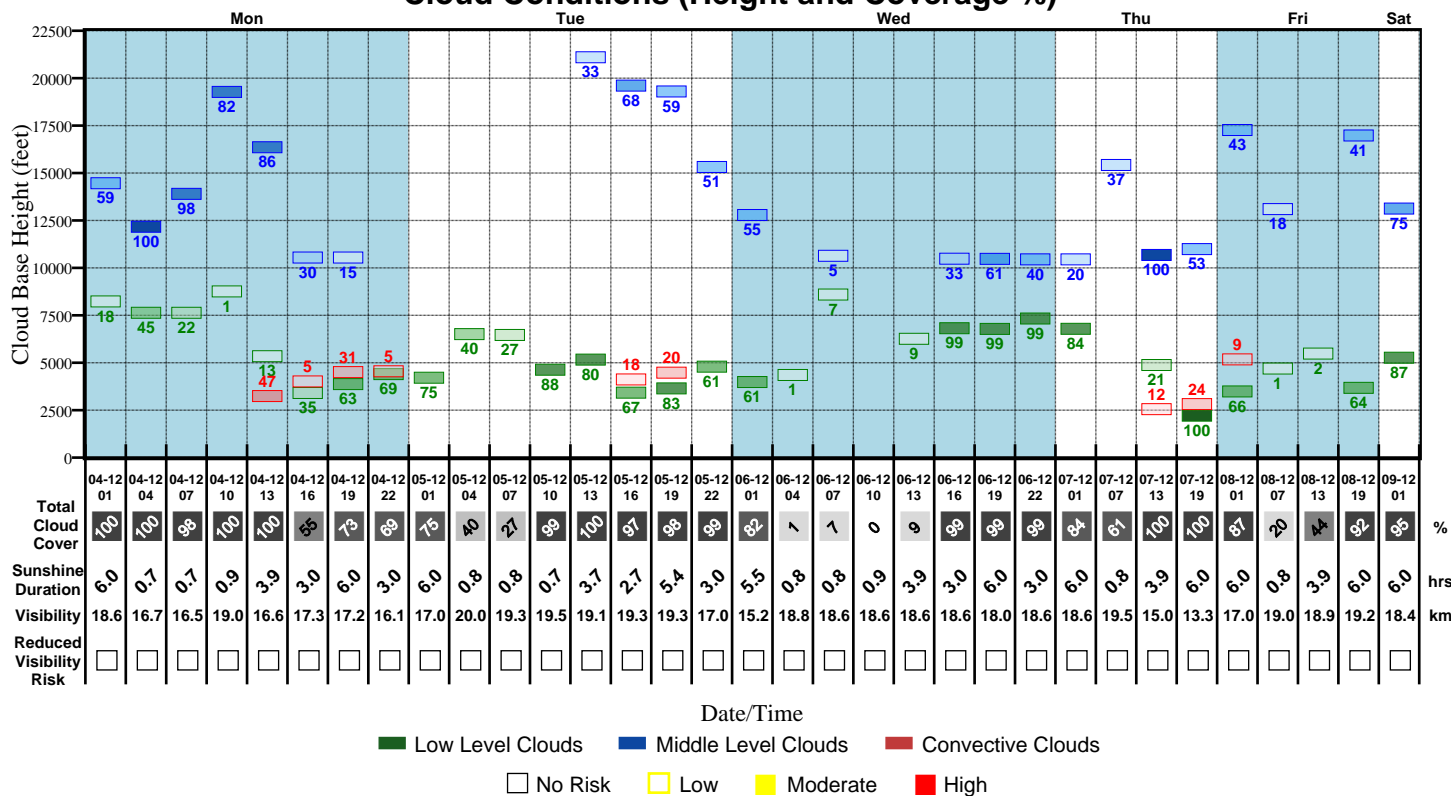 Cloud Conditions (Height and Coverage %)
Mon Tue Wed Thu Fri Sat
Cloud Base Height (feet)
22500
20000
17500
15000
12500
10000
7500
5000
2500
0
33
82 68 59
86 43 41
59 98 51 37
100 55 18 75
30 15 5 33 61 40 20 100 53
18 45 22 1 7
40 27 9 99 99 99 84
13 5 31 5 88 80 18 20 61 1 21 9 1 2 87
47 35 63 69 75 67 83 61 12 24 66 64
100
04-12 04-12 04-12 04-12 04-12 04-12 04-12 04-12 05-12 05-12 05-12 05-12 05-12 05-12 05-12 05-12 06-12 06-12 06-12 06-12 06-12 06-12 06-12 06-12 07-12 07-12 07-12 07-12 08-12 08-12 08-12 08-12 09-12
01 04 07 10 13 16 19 22 01 04 07 10 13 16 19 22 01 04 07 10 13 16 19 22 01 07 13 19 01 07 13 19 01
Total
Cloud
Cover
100 100 98 100 100 55 73 69 75 40 27 99 100 97 98 99 82 1 7 0 9 99 99 99 84 61 100 100 87 20 44 92 95 %
Sunshine
Duration
6.0 0.7 0.7 0.9 3.9 3.0 6.0 3.0 6.0 0.8 0.8 0.7 3.7 2.7 5.4 3.0 5.5 0.8 0.8 0.9 3.9 3.0 6.0 3.0 6.0 0.8 3.9 6.0 6.0 0.8 3.9 6.0 6.0 hrs
Visibility 18.6 16.7 16.5 19.0 16.6 17.3 17.2 16.1 17.0 20.0 19.3 19.5 19.1 19.3 19.3 17.0 15.2 18.8 18.6 18.6 18.6 18.6 18.0 18.6 18.6 19.5 15.0 13.3 17.0 19.0 18.9 19.2 18.4 km
Reduced
Visibility
Risk
Date/Time
Low Level Clouds Middle Level Clouds Convective Clouds
No Risk Low Moderate High